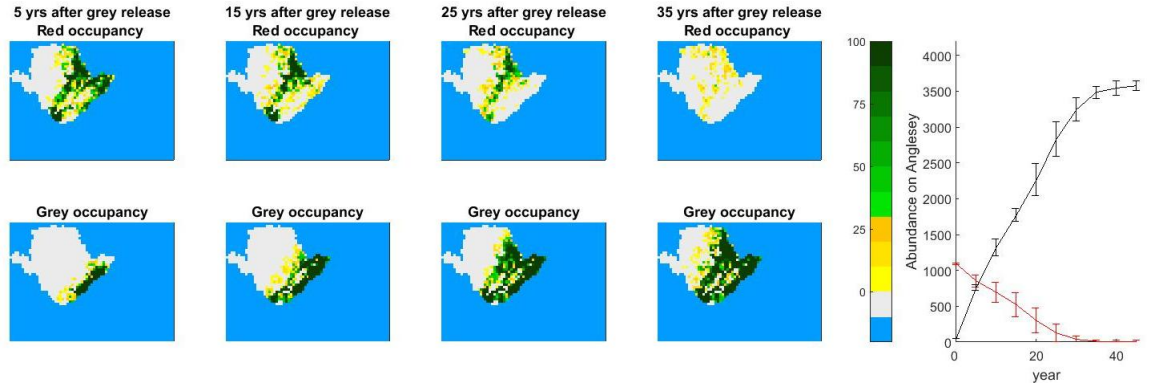 5 yrs after grey release
Red occupancy
15 yrs after grey release
Red occupancy
25 yrs after grey release
Red occupancy
35 yrs after grey release
Red occupancy
Grey occupancy
Grey occupancy
Grey occupancy
Grey occupancy
100
75
50
25
0
Abundance on Anglesey
4000
3500
3000
2500
2000
1500
1000
500
0
0
20
40
year